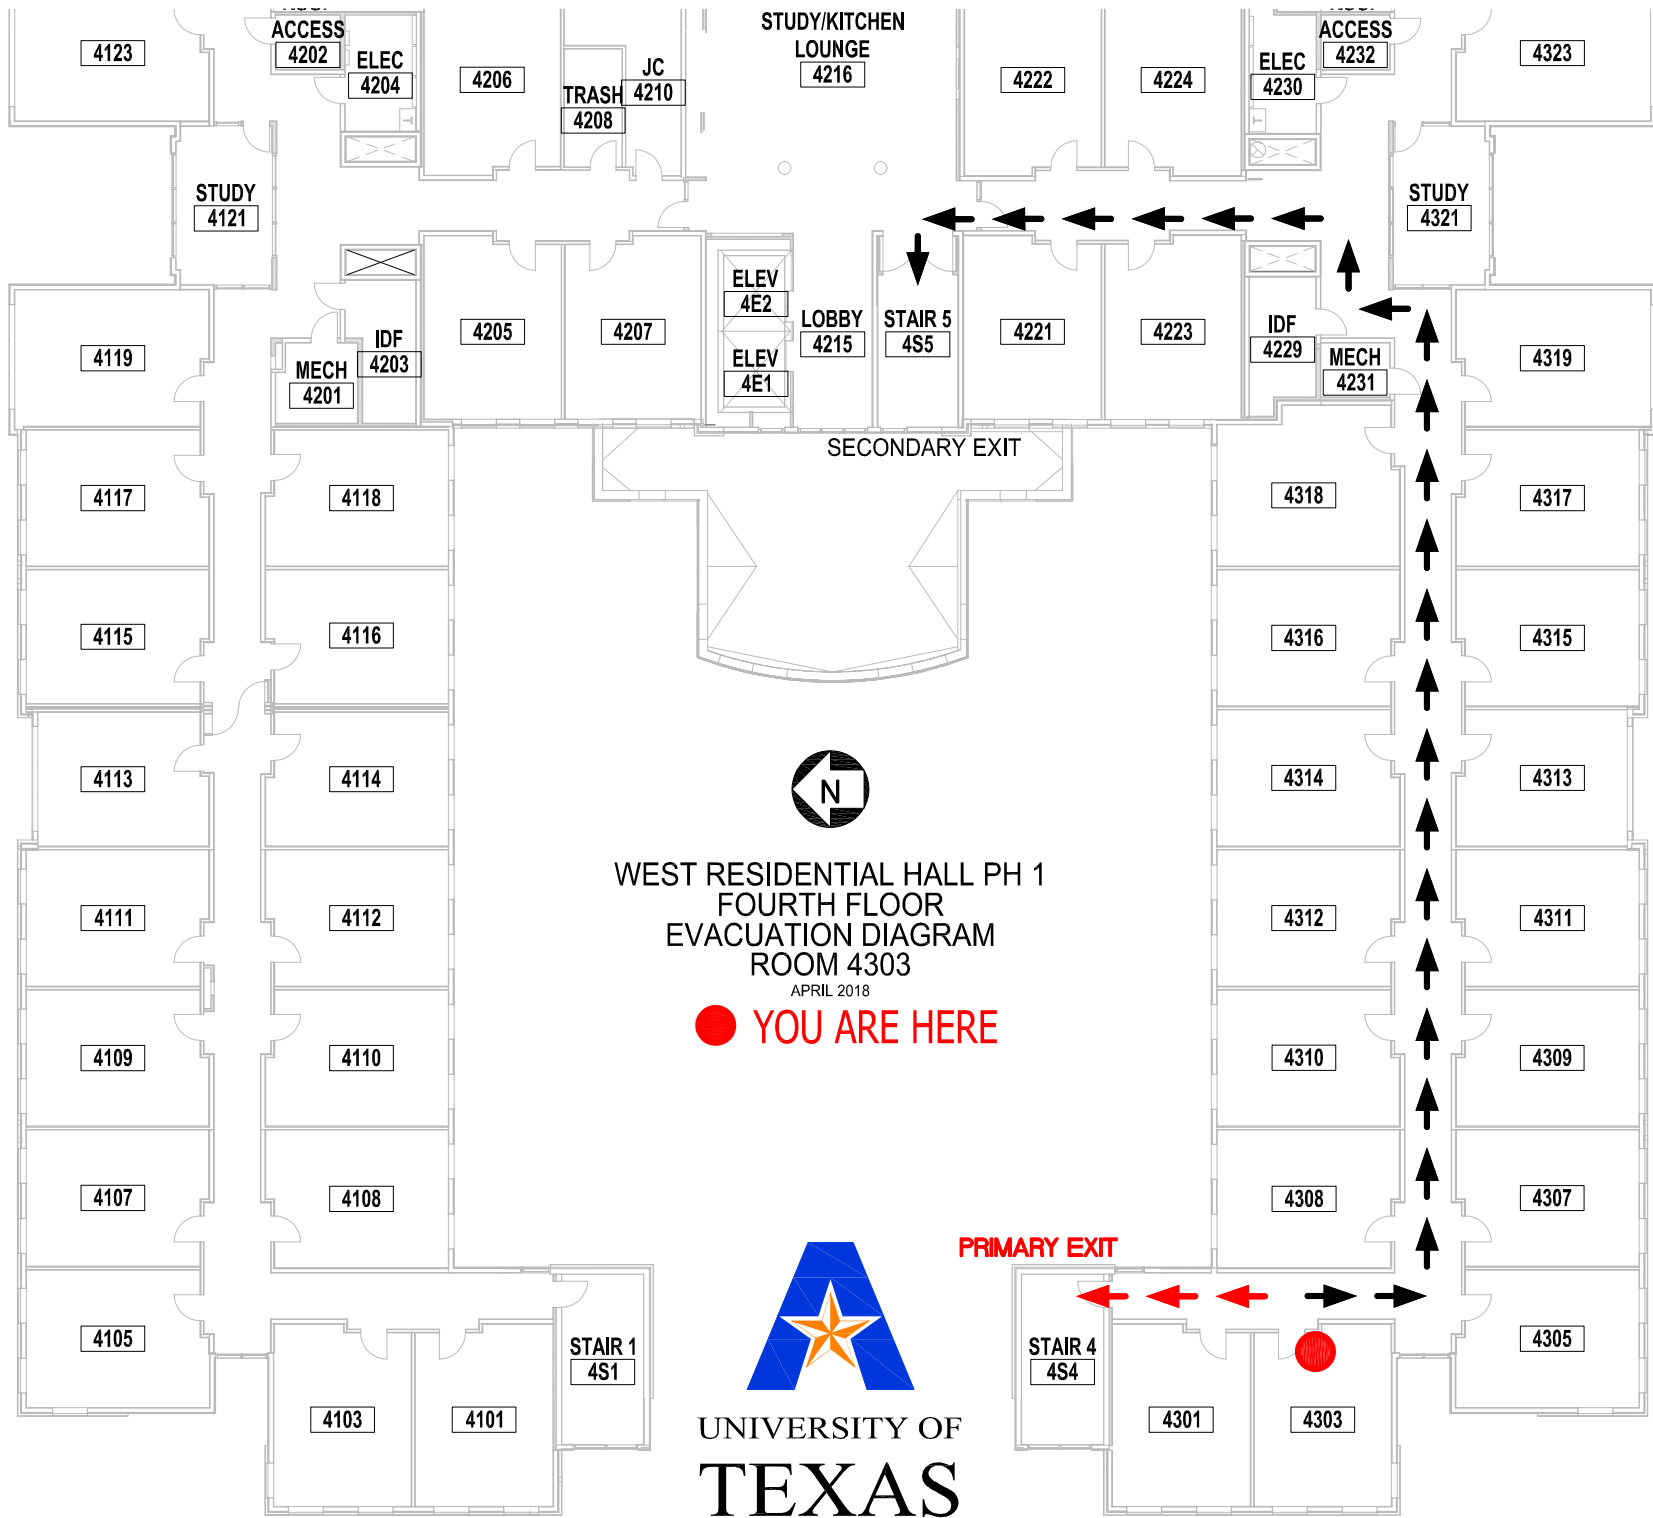 ACCESS
4202
ELEC
4204
4123
4206
JC
4210
TRASH
4208
STUDY/KITCHEN
LOUNGE
4216
4222
4224
ELEC
4230
ACCESS
4232
4323
STUDY
4121
STUDY
4321
4119
MECH
4201
IDF
4203
4205
4207
ELEV
4E2
ELEV
4E1
LOBBY
4215
STAIR 5
4S5
4221
4223
IDF
4229
MECH
4231
4319
SECONDARY EXIT
4117
4118
4318
4317
4115
4116
4316
4315
4113
4114
N
4314
4313
WEST RESIDENTIAL HALL PH 1
FOURTH FLOOR
EVACUATION DIAGRAM
ROOM 4303
APRIL 2018
YOU ARE HERE
4111
4112
4312
4311
4109
4110
4310
4309
4107
4108
4308
4307
PRIMARY EXIT
4105
STAIR 1
4S1
STAIR 4
4S4
4305
4103
4101
4301
4303
UNIVERSITY OF
TEXAS